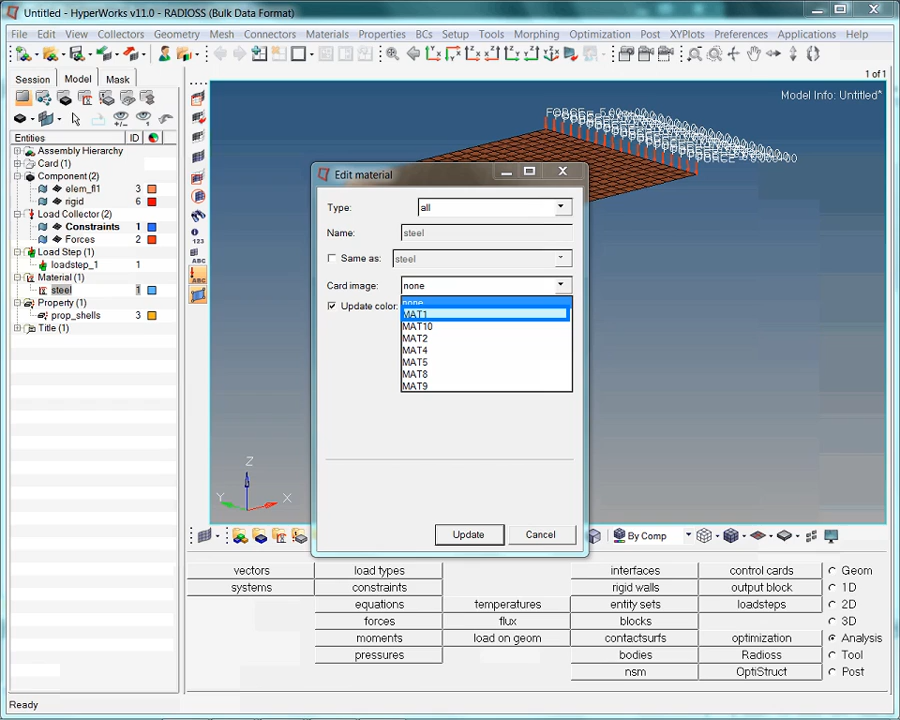 Untitled - HyperWorks v11.0 - RADIOSS (Bulk Data Format)
File Edit View Collectors Geometry Mesh Connectors Materials Properties BCs Setup Tools Morphing Optimization Post XYPlots Preferences Applications Help
Session Model Mask
1 of 1
Model Info: Untitled*
Entities ID
Assembly Hierarchy
Card (1)
Component (2)
elem_fl1 3
rigid 6
Load Collector (2)
Constraints 1
Forces 2
Load Step (1)
loadstep_1 1
Material (1)
steel 1
Property (1)
prop_shells 3
Title (1)
Edit material
Type: all
Name: steel
Same as: steel
Card image: none
Update color:
none
MAT1
MAT10
MAT2
MAT4
MAT5
MAT8
MAT9
Update Cancel
By Comp
vectors load types interfaces control cards Geom
systems constraints rigid walls output block 1D
equations temperatures entity sets loadsteps 2D
forces flux blocks 3D
moments load on geom contactsurfs optimization Analysis
pressures bodies Radioss Tool
nsm OptiStruct Post
Ready